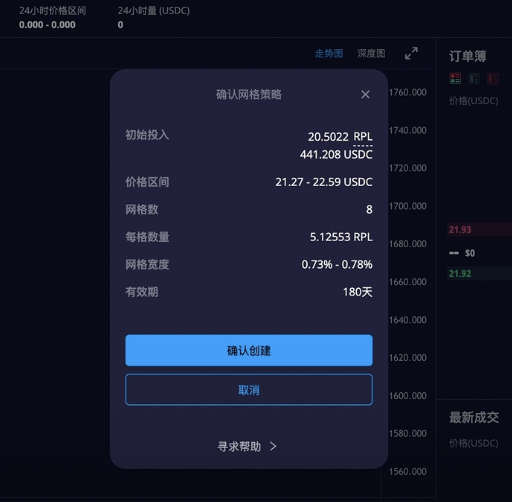 24小时价格区间
24小时量 (USDC)
0.000 - 0.000
0
走势图
深度图
订单簿
价格(USDC)
确认网格策略
初始投入
20.5022 RPL
441.208 USDC
价格区间
21.27 - 22.59 USDC
网格数
8
每格数量
5.12553 RPL
网格宽度
0.73% - 0.78%
有效期
180天
确认创建
取消
寻求帮助
1760.000
1740.000
1720.000
1700.000
1680.000
1660.000
1640.000
1620.000
1600.000
1580.000
1560.000
21.93
-- $0
21.92
最新成交
价格(USDC)